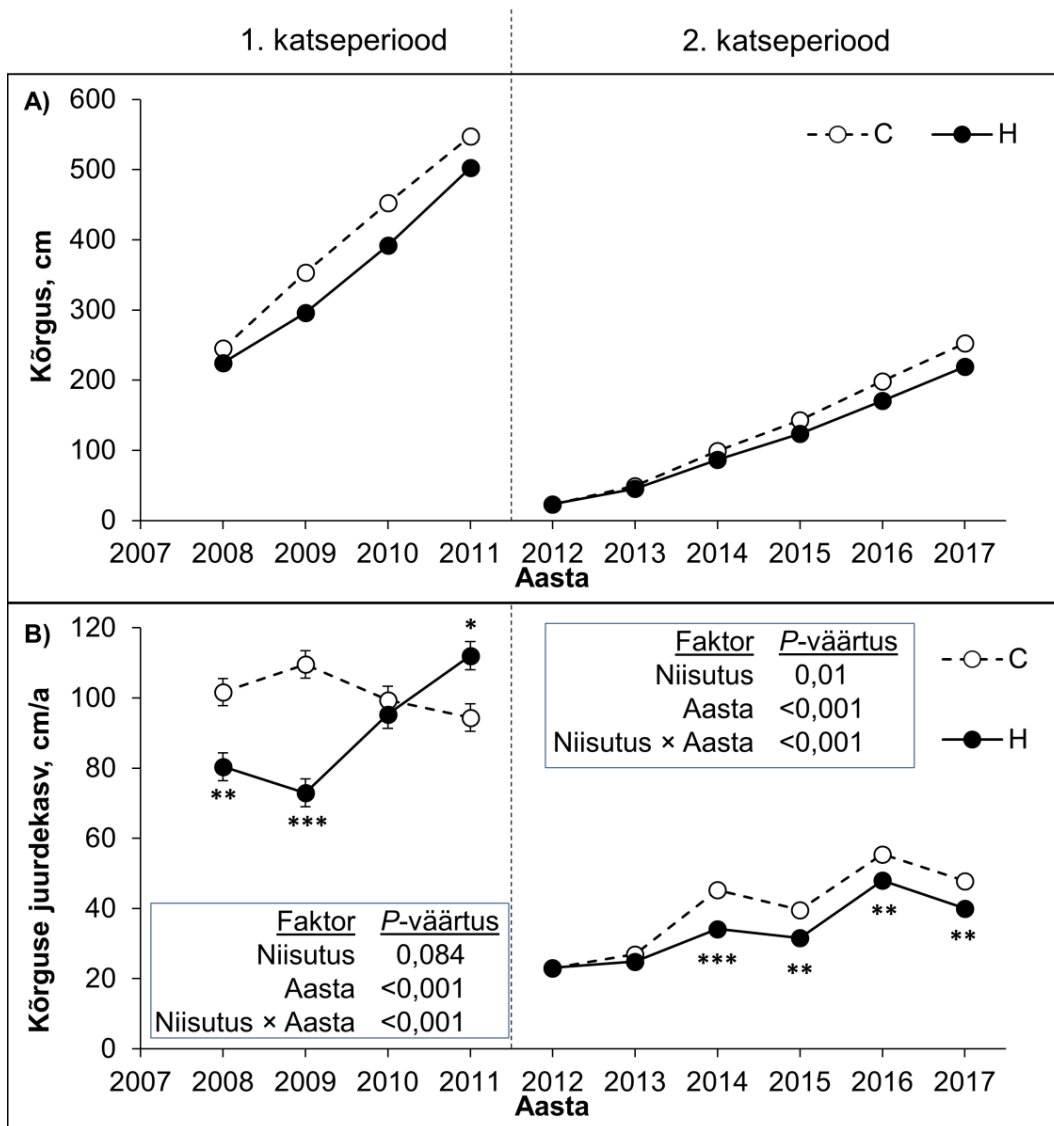 1. katseperiood
2. katseperiood
A)
C
H
Kõrgus, cm
600
500
400
300
200
100
0
2007 2008 2009 2010 2011 2012 2013 2014 2015 2016 2017
Aasta
B)
Kõrguse juurdekasv, cm/a
120
100
80
60
40
20
0
*
**
***
Faktor P-väärtus
Niisutus 0,084
Aasta <0,001
Niisutus × Aasta <0,001
Faktor P-väärtus
Niisutus 0,01
Aasta <0,001
Niisutus × Aasta <0,001
C
H
***
**
**
**
2007 2008 2009 2010 2011 2012 2013 2014 2015 2016 2017
Aasta